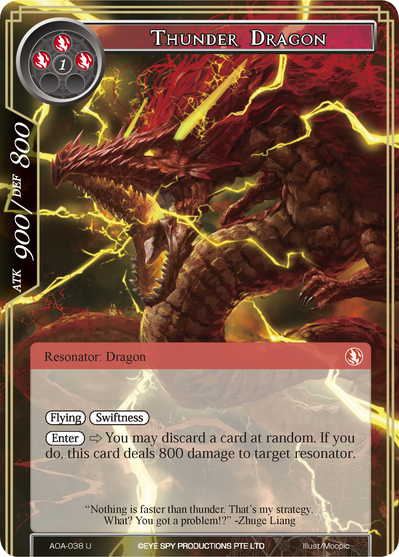 Thunder Dragon
1
ATK 900 / DEF 800
Resonator: Dragon
Flying Swiftness
Enter ⇨ You may discard a card at random. If you
do, this card deals 800 damage to target resonator.
“Nothing is faster than thunder. That's my strategy.
What? You got a problem!?” -Zhuge Liang
AOA-038 U ©EYE SPY PRODUCTIONS PTE LTD Illust/Moopic